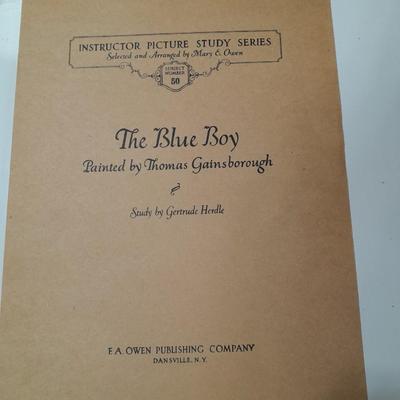 INSTRUCTOR PICTURE STUDY SERIES
Selected and Arranged by Mary E. Owen
SUBJECT
NUMBER
50
The Blue Boy
Painted by Thomas Gainsborough
Study by Gertrude Herdle
F. A. OWEN PUBLISHING COMPANY
DANSVILLE, N. Y.